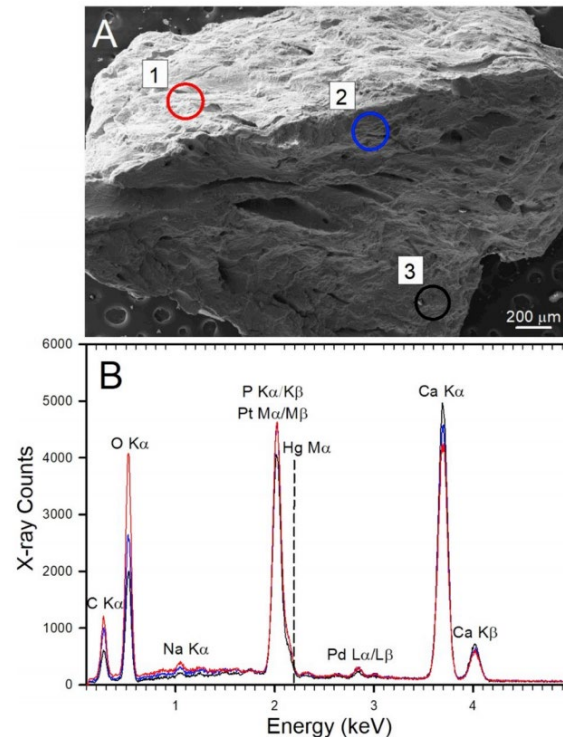 A
1
2
3
200 µm
B
6000
5000
4000
3000
2000
1000
0
X-ray Counts
C Kα
O Kα
Na Kα
P Kα/Kβ
Pt Mα/Mβ
Hg Mα
Pd Lα/Lβ
Ca Kα
Ca Kβ
1
2
3
4
Energy (keV)